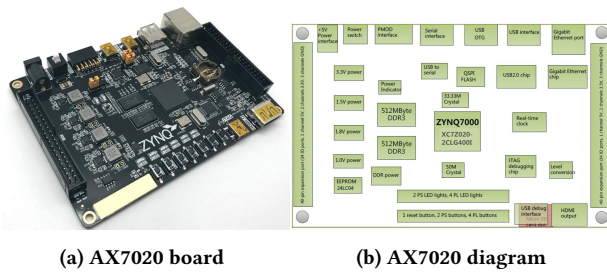 ZYNQ
+5V Power interface
Power switch
PMOD interface
Serial interface
USB OTG
USB interface
Gigabit Ethernet port
3.3V power
Power Indicator
USB to serial
QSPI FLASH
USB2.0 chip
Gigabit Ethernet chip
33.33M Crystal
1.5V power
512MByte DDR3
ZYNQ7000
XC7Z020-2CLG400I
Real-time clock
1.8V power
512MByte DDR3
1.0V power
DDR power
50M Crystal
JTAG debugging chip
Level conversion
EEPROM 24LC04
2 PS LED lights, 4 PL LED lights
1 reset button, 2 PS buttons, 4 PL buttons
USB debug interface
HDMI output
(a) AX7020 board
(b) AX7020 diagram